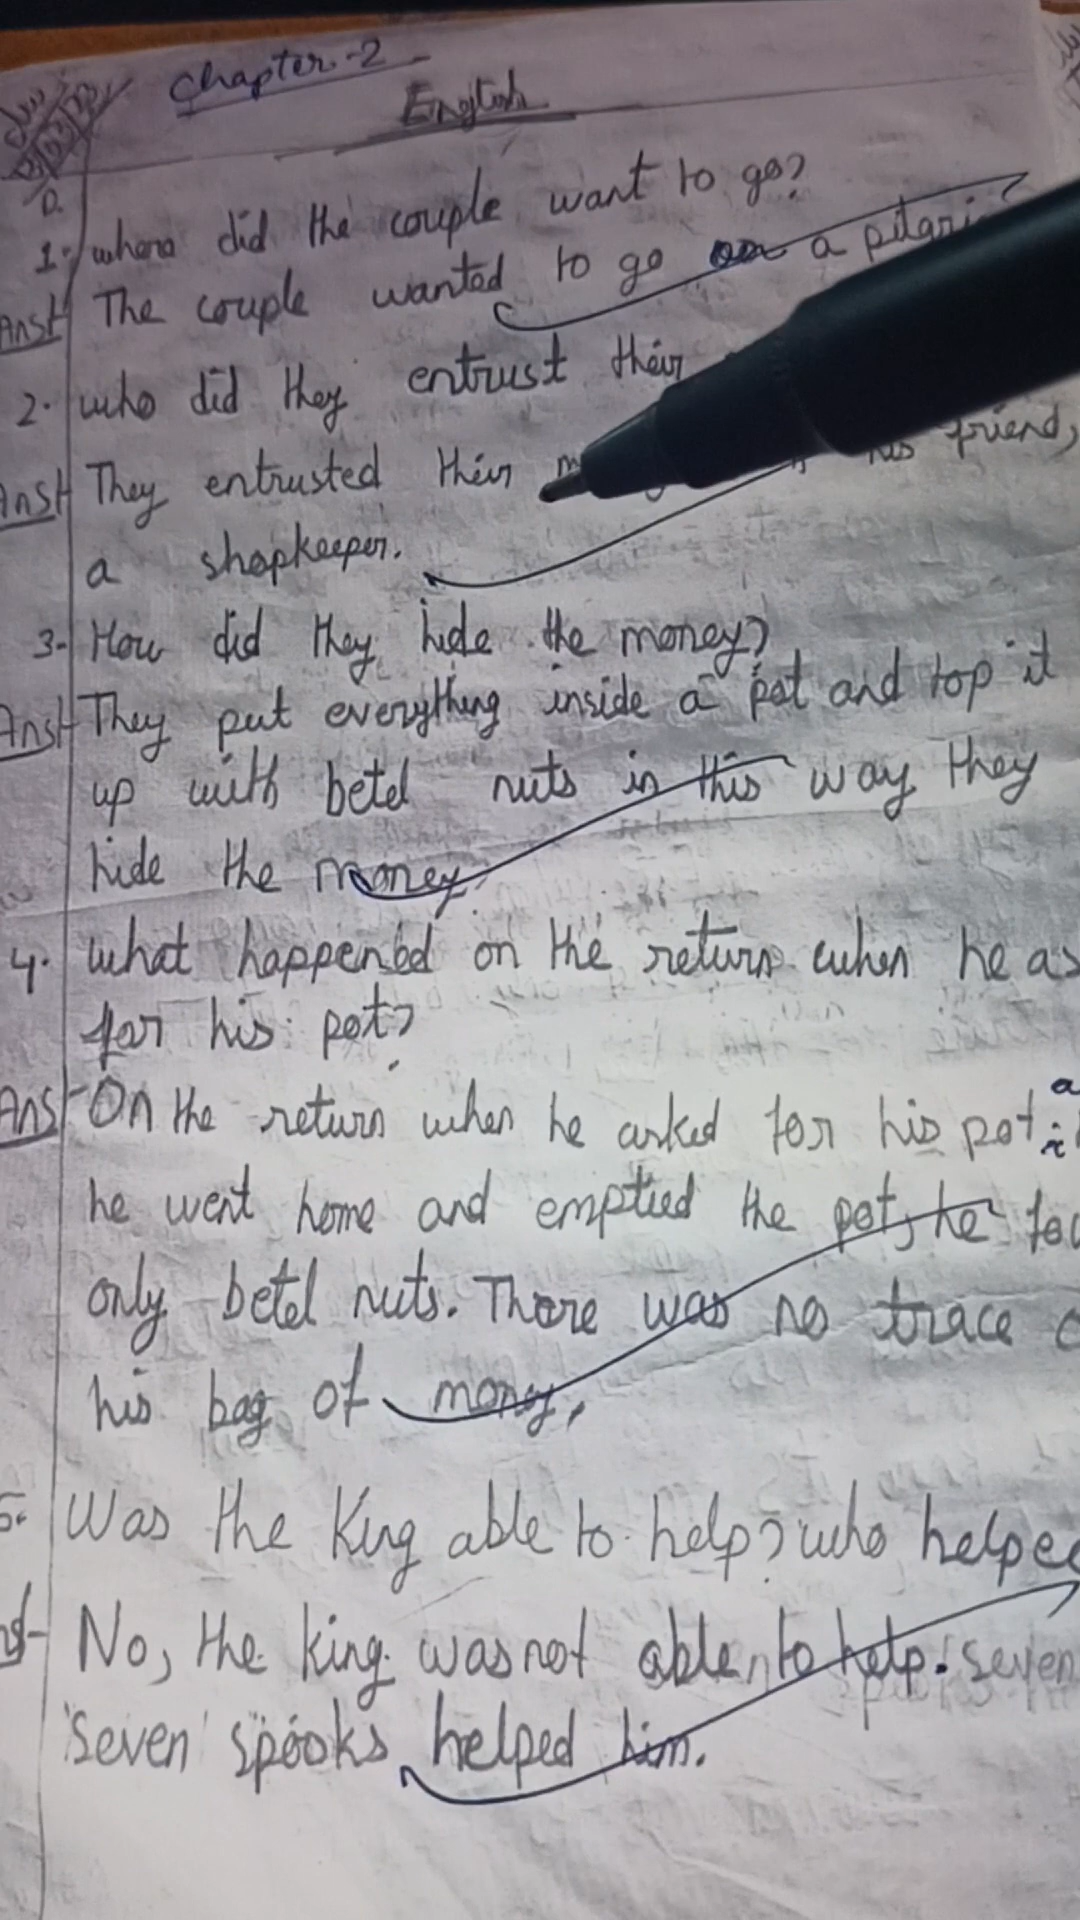 Chapter-2
English
D.
1. where did the couple want to go?
Ans+ The couple wanted to go on a
2. who did they entrust their
Ans+ They entrusted their his friend,
a shopkeeper.
3. How did they hide the money?
Ans+ They put everything inside a pot and top it
up with betel nuts in this way they
hide the money.
4. what happened on the return when he
for his pot?
Ans+ On the return when he asked for his pot.
he went home and emptied the pot, he
only betel nuts. There was no trace
his bag of money.
5. Was the King able to help? who helped
No, the king was not able to help. Seven
'Seven' spooks helped him.